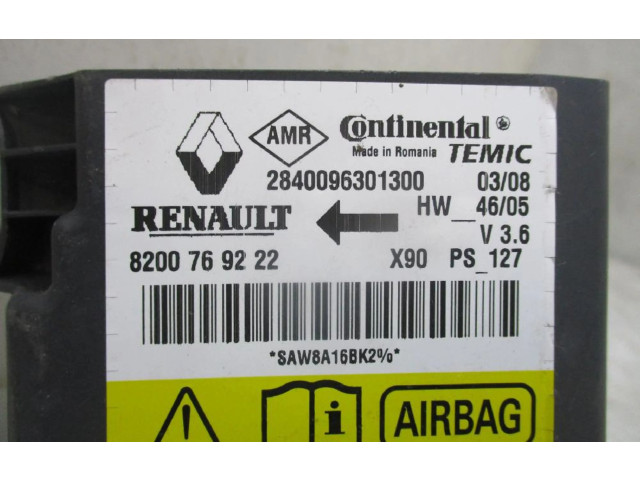 AMR Continental
Made in Romania TEMIC
2840096301300 03/08
RENAULT HW__46/05
V 3.6
8200 76 92 22 X90 PS_127
*SAW8A16BK2%*
! i AIRBAG